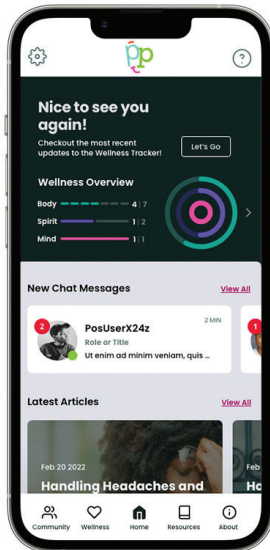 pp
?
Nice to see you
again!
Checkout the most recent
updates to the Wellness Tracker!
Let's Go
Wellness Overview
Body 4 | 7
Spirit 1 | 2
Mind 1 | 1
New Chat Messages
View All
2
2 MIN
PosUserX24z
Role or Title
Ut enim ad minim veniam, quis ...
1
Latest Articles
View All
Feb 20 2022
Handling Headaches and
Feb
Ho
Community
Wellness
Home
Resources
About